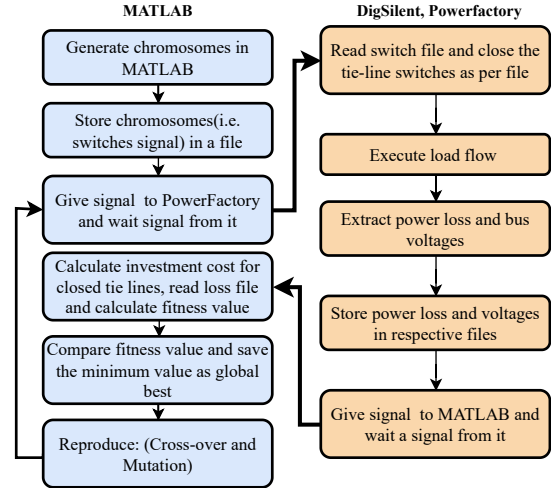 MATLAB
Generate chromosomes in
MATLAB
Store chromosomes(i.e.
switches signal) in a file
Give signal to PowerFactory
and wait signal from it
Calculate investment cost for
closed tie lines, read loss file
and calculate fitness value
Compare fitness value and save
the minimum value as global
best
Reproduce: (Cross-over and
Mutation)
DigSilent, Powerfactory
Read switch file and close the
tie-line switches as per file
Execute load flow
Extract power loss and bus
voltages
Store power loss and voltages
in respective files
Give signal to MATLAB and
wait a signal from it